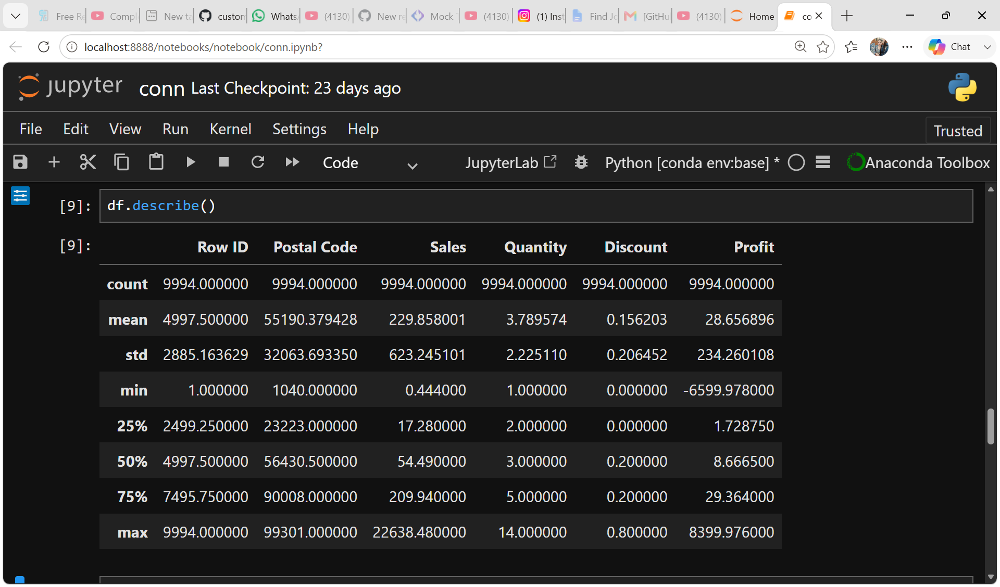 Free Re Compl New ta custom Whats (4130) New re Mock (4130) (1) Inst Find Jo [GitHu (4130) Home co
localhost:8888/notebooks/notebook/conn.ipynb?
Chat
jupyter conn Last Checkpoint: 23 days ago
File Edit View Run Kernel Settings Help Trusted
Code JupyterLab Python [conda env:base] * Anaconda Toolbox
[9]: df.describe()
[9]: Row ID Postal Code Sales Quantity Discount Profit
count 9994.000000 9994.000000 9994.000000 9994.000000 9994.000000 9994.000000
mean 4997.500000 55190.379428 229.858001 3.789574 0.156203 28.656896
std 2885.163629 32063.693350 623.245101 2.225110 0.206452 234.260108
min 1.000000 1040.000000 0.444000 1.000000 0.000000 -6599.978000
25% 2499.250000 23223.000000 17.280000 2.000000 0.000000 1.728750
50% 4997.500000 56430.500000 54.490000 3.000000 0.200000 8.666500
75% 7495.750000 90008.000000 209.940000 5.000000 0.200000 29.364000
max 9994.000000 99301.000000 22638.480000 14.000000 0.800000 8399.976000